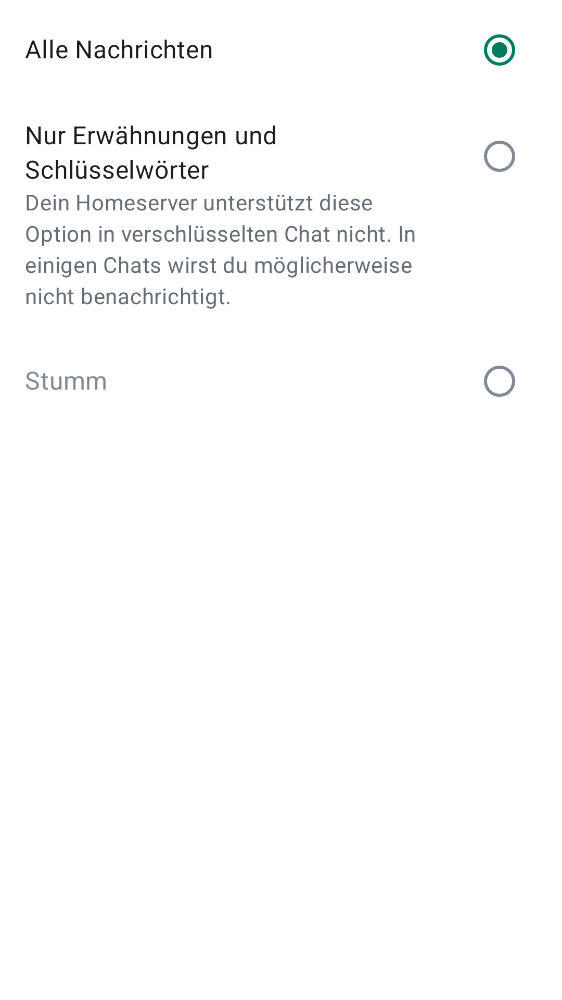 Alle Nachrichten
Nur Erwähnungen und
Schlüsselwörter
Dein Homeserver unterstützt diese
Option in verschlüsselten Chat nicht. In
einigen Chats wirst du möglicherweise
nicht benachrichtigt.
Stumm